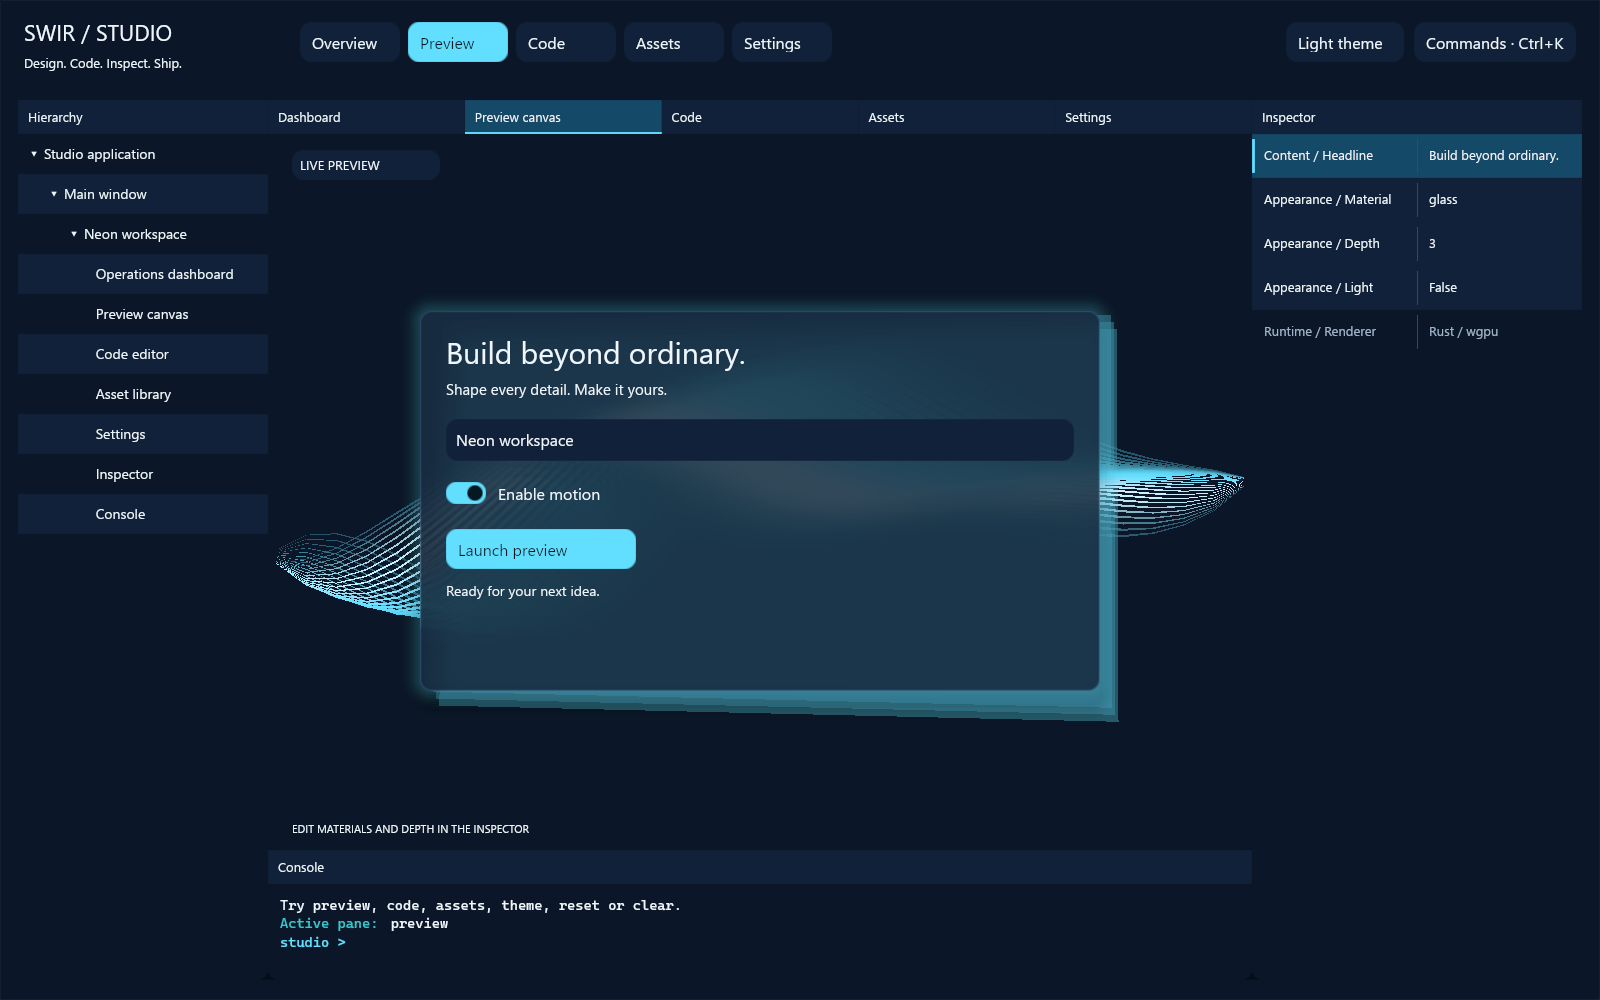 SWIR / STUDIO
Design. Code. Inspect. Ship.
Overview
Preview
Code
Assets
Settings
Light theme
Commands · Ctrl+K
Hierarchy
Studio application
Main window
Neon workspace
Operations dashboard
Preview canvas
Code editor
Asset library
Settings
Inspector
Console
Dashboard
Preview canvas
Code
Assets
Settings
LIVE PREVIEW
Build beyond ordinary.
Shape every detail. Make it yours.
Neon workspace
Enable motion
Launch preview
Ready for your next idea.
EDIT MATERIALS AND DEPTH IN THE INSPECTOR
Console
Try preview, code, assets, theme, reset or clear.
Active pane: preview
studio >
Inspector
Content / Headline Build beyond ordinary.
Appearance / Material glass
Appearance / Depth 3
Appearance / Light False
Runtime / Renderer Rust / wgpu